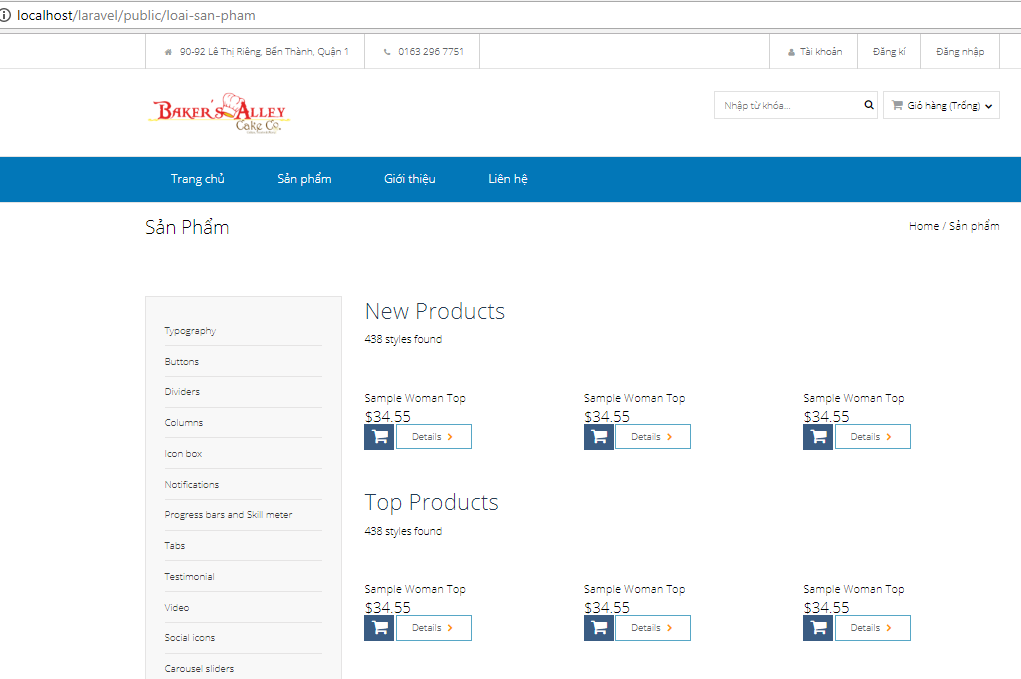 localhost/laravel/public/loai-san-pham
90-92 Lê Thị Riêng, Bến Thành, Quận 1
0163 296 7751
Tài khoản
Đăng kí
Đăng nhập
BAKER'S ALLEY
Cake Co.
Nhập từ khóa...
Giỏ hàng (Trống)
Trang chủ
Sản phẩm
Giới thiệu
Liên hệ
Sản Phẩm
Home / Sản phẩm
Typography
Buttons
Dividers
Columns
Icon box
Notifications
Progress bars and Skill meter
Tabs
Testimonial
Video
Social icons
Carousel sliders
New Products
438 styles found
Sample Woman Top
$34.55
Details
Sample Woman Top
$34.55
Details
Sample Woman Top
$34.55
Details
Top Products
438 styles found
Sample Woman Top
$34.55
Details
Sample Woman Top
$34.55
Details
Sample Woman Top
$34.55
Details